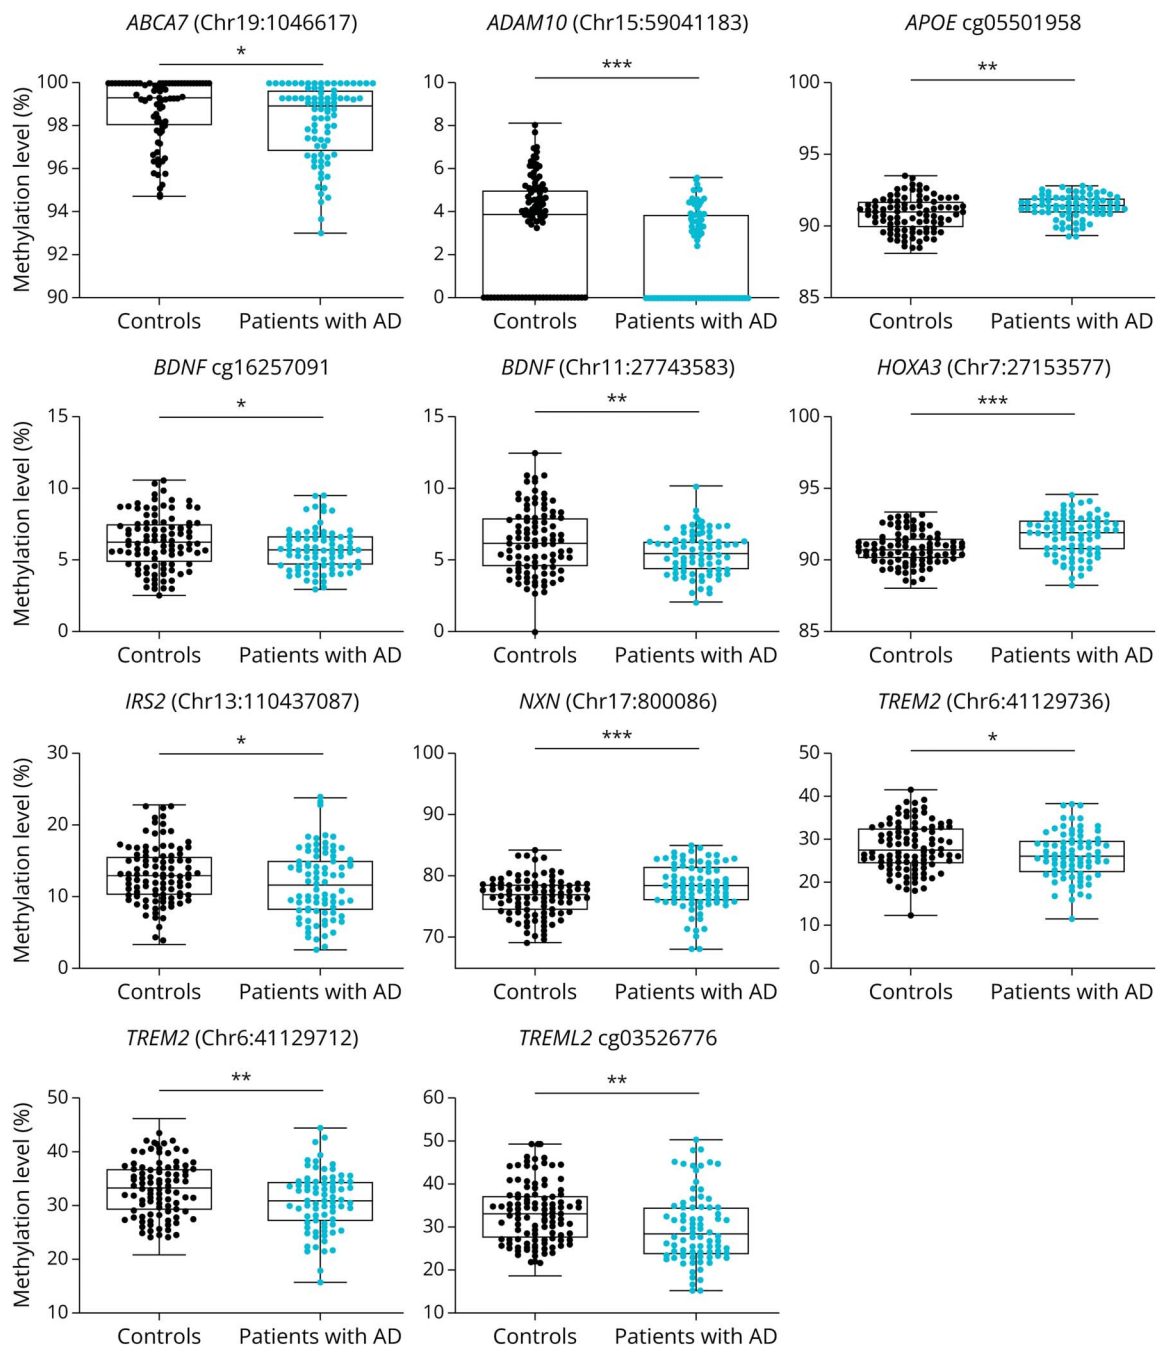 ABCA7 (Chr19:1046617)
ADAM10 (Chr15:59041183)
APOE cg05501958
*
***
**
Methylation level (%)
100
98
96
94
92
90
Controls
Patients with AD
10
8
6
4
2
0
Controls
Patients with AD
100
95
90
85
Controls
Patients with AD
BDNF cg16257091
BDNF (Chr11:27743583)
HOXA3 (Chr7:27153577)
*
**
***
Methylation level (%)
15
10
5
0
Controls
Patients with AD
15
10
5
0
Controls
Patients with AD
100
95
90
85
Controls
Patients with AD
IRS2 (Chr13:110437087)
NXN (Chr17:800086)
TREM2 (Chr6:41129736)
*
***
*
Methylation level (%)
30
20
10
0
Controls
Patients with AD
100
90
80
70
Controls
Patients with AD
50
40
30
20
10
0
Controls
Patients with AD
TREM2 (Chr6:41129712)
TREML2 cg03526776
**
**
Methylation level (%)
50
40
30
20
10
Controls
Patients with AD
60
50
40
30
20
10
Controls
Patients with AD